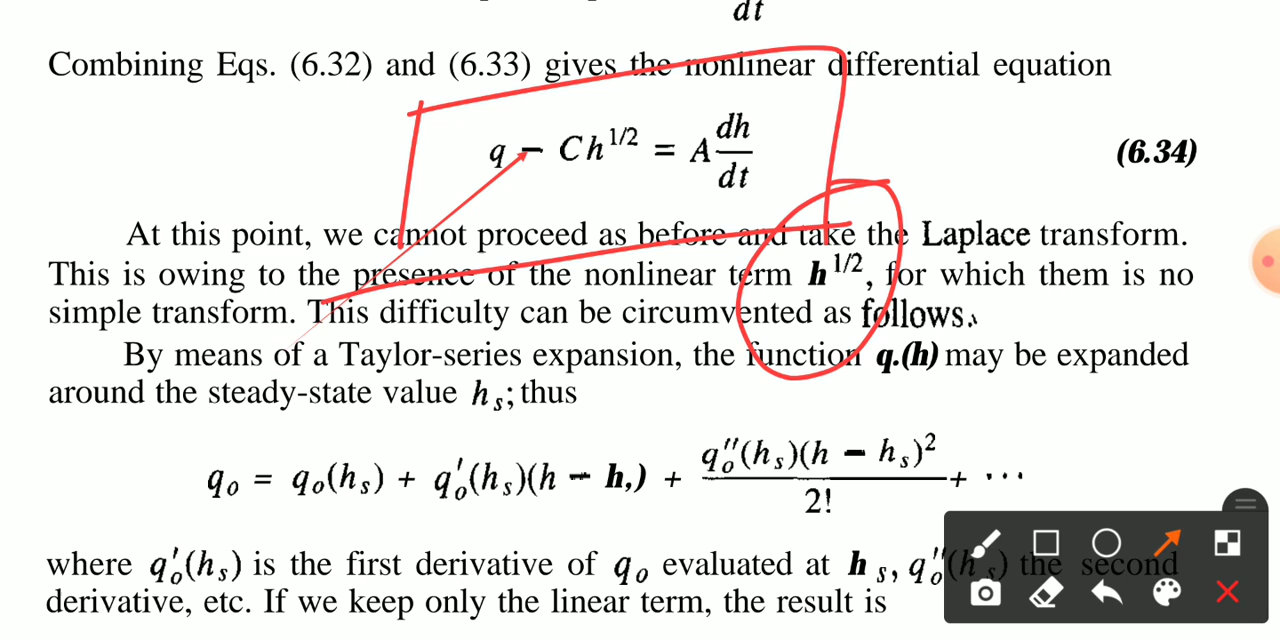 dt
Combining Eqs. (6.32) and (6.33) gives the nonlinear differential equation
q − Ch^{1/2} = A dh/dt (6.34)
At this point, we cannot proceed as before and take the Laplace transform.
This is owing to the presence of the nonlinear term h^{1/2}, for which them is no
simple transform. This difficulty can be circumvented as follows.
By means of a Taylor-series expansion, the function q.(h) may be expanded
around the steady-state value h_s; thus
q_o = q_o(h_s) + q_o'(h_s)(h − h,) + q_o''(h_s)(h − h_s)^2 / 2! + ···
where q_o'(h_s) is the first derivative of q_o evaluated at h_s, q_o''(h_s) the second
derivative, etc. If we keep only the linear term, the result is